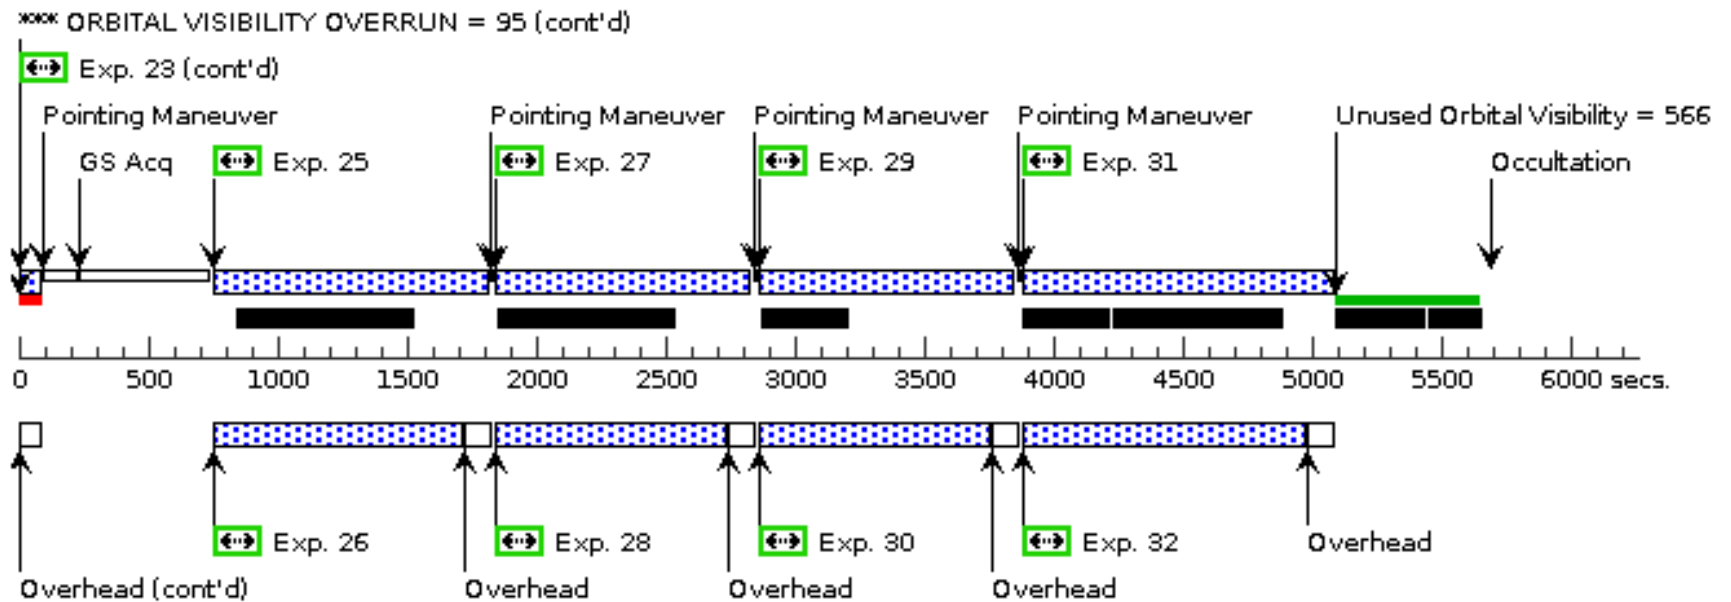 **** ORBITAL VISIBILITY OVERRUN = 95 (cont'd)
Exp. 23 (cont'd)
Pointing Maneuver Pointing Maneuver Pointing Maneuver Pointing Maneuver Unused Orbital Visibility = 566
GS Acq Exp. 25 Exp. 27 Exp. 29 Exp. 31 Occultation
0 500 1000 1500 2000 2500 3000 3500 4000 4500 5000 5500 6000 secs.
Exp. 26 Exp. 28 Exp. 30 Exp. 32 Overhead
Overhead (cont'd) Overhead Overhead Overhead